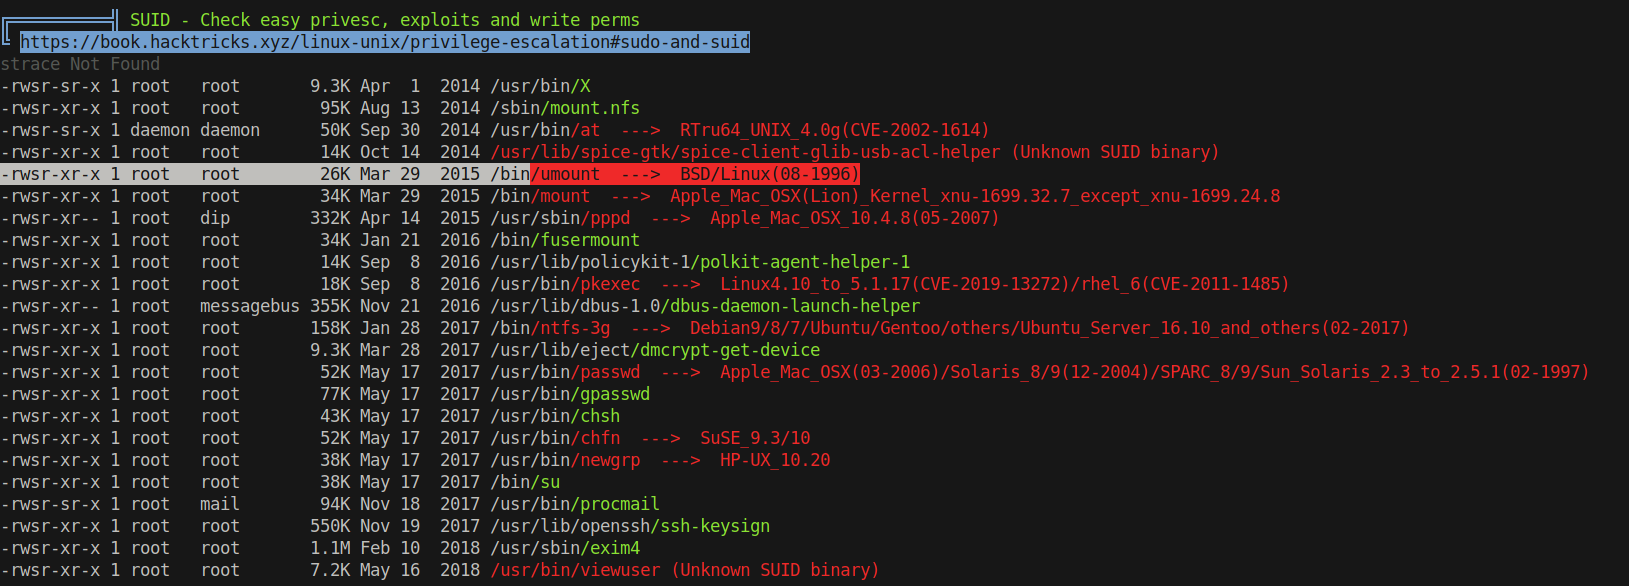 ╔══════════╣ SUID - Check easy privesc, exploits and write perms
╚ https://book.hacktricks.xyz/linux-unix/privilege-escalation#sudo-and-suid
strace Not Found
-rwsr-sr-x 1 root   root       9.3K Apr  1  2014 /usr/bin/X
-rwsr-xr-x 1 root   root        95K Aug 13  2014 /sbin/mount.nfs
-rwsr-sr-x 1 daemon daemon      50K Sep 30  2014 /usr/bin/at  --->  RTru64_UNIX_4.0g(CVE-2002-1614)
-rwsr-xr-x 1 root   root        14K Oct 14  2014 /usr/lib/spice-gtk/spice-client-glib-usb-acl-helper (Unknown SUID binary)
-rwsr-xr-x 1 root   root        26K Mar 29  2015 /bin/umount  --->  BSD/Linux(08-1996)
-rwsr-xr-x 1 root   root        34K Mar 29  2015 /bin/mount  --->  Apple_Mac_OSX(Lion)_Kernel_xnu-1699.32.7_except_xnu-1699.24.8
-rwsr-xr-- 1 root   dip        332K Apr 14  2015 /usr/sbin/pppd  --->  Apple_Mac_OSX_10.4.8(05-2007)
-rwsr-xr-x 1 root   root        34K Jan 21  2016 /bin/fusermount
-rwsr-xr-x 1 root   root        14K Sep  8  2016 /usr/lib/policykit-1/polkit-agent-helper-1
-rwsr-xr-x 1 root   root        18K Sep  8  2016 /usr/bin/pkexec  --->  Linux4.10_to_5.1.17(CVE-2019-13272)/rhel_6(CVE-2011-1485)
-rwsr-xr-- 1 root   messagebus 355K Nov 21  2016 /usr/lib/dbus-1.0/dbus-daemon-launch-helper
-rwsr-xr-x 1 root   root       158K Jan 28  2017 /bin/ntfs-3g  --->  Debian9/8/7/Ubuntu/Gentoo/others/Ubuntu_Server_16.10_and_others(02-2017)
-rwsr-xr-x 1 root   root       9.3K Mar 28  2017 /usr/lib/eject/dmcrypt-get-device
-rwsr-xr-x 1 root   root        52K May 17  2017 /usr/bin/passwd  --->  Apple_Mac_OSX(03-2006)/Solaris_8/9(12-2004)/SPARC_8/9/Sun_Solaris_2.3_to_2.5.1(02-1997)
-rwsr-xr-x 1 root   root        77K May 17  2017 /usr/bin/gpasswd
-rwsr-xr-x 1 root   root        43K May 17  2017 /usr/bin/chsh
-rwsr-xr-x 1 root   root        52K May 17  2017 /usr/bin/chfn  --->  SuSE_9.3/10
-rwsr-xr-x 1 root   root        38K May 17  2017 /usr/bin/newgrp  --->  HP-UX_10.20
-rwsr-xr-x 1 root   root        38K May 17  2017 /bin/su
-rwsr-sr-x 1 root   mail        94K Nov 18  2017 /usr/bin/procmail
-rwsr-xr-x 1 root   root       550K Nov 19  2017 /usr/lib/openssh/ssh-keysign
-rwsr-xr-x 1 root   root       1.1M Feb 10  2018 /usr/sbin/exim4
-rwsr-xr-x 1 root   root       7.2K May 16  2018 /usr/bin/viewuser (Unknown SUID binary)